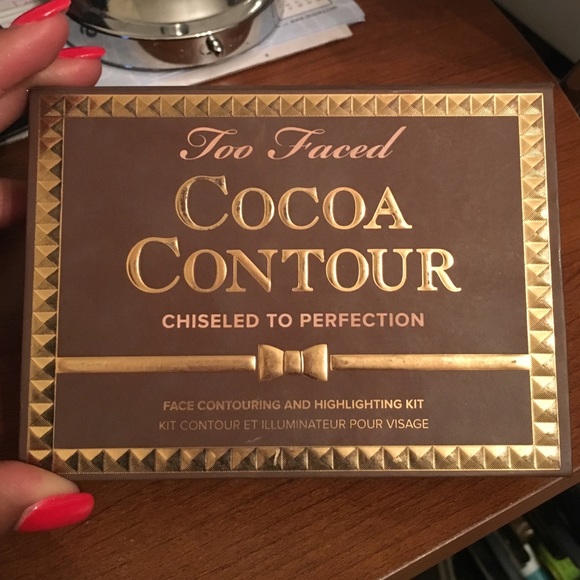 Too Faced
COCOA
CONTOUR
CHISELED TO PERFECTION
FACE CONTOURING AND HIGHLIGHTING KIT
KIT CONTOUR ET ILLUMINATEUR POUR VISAGE